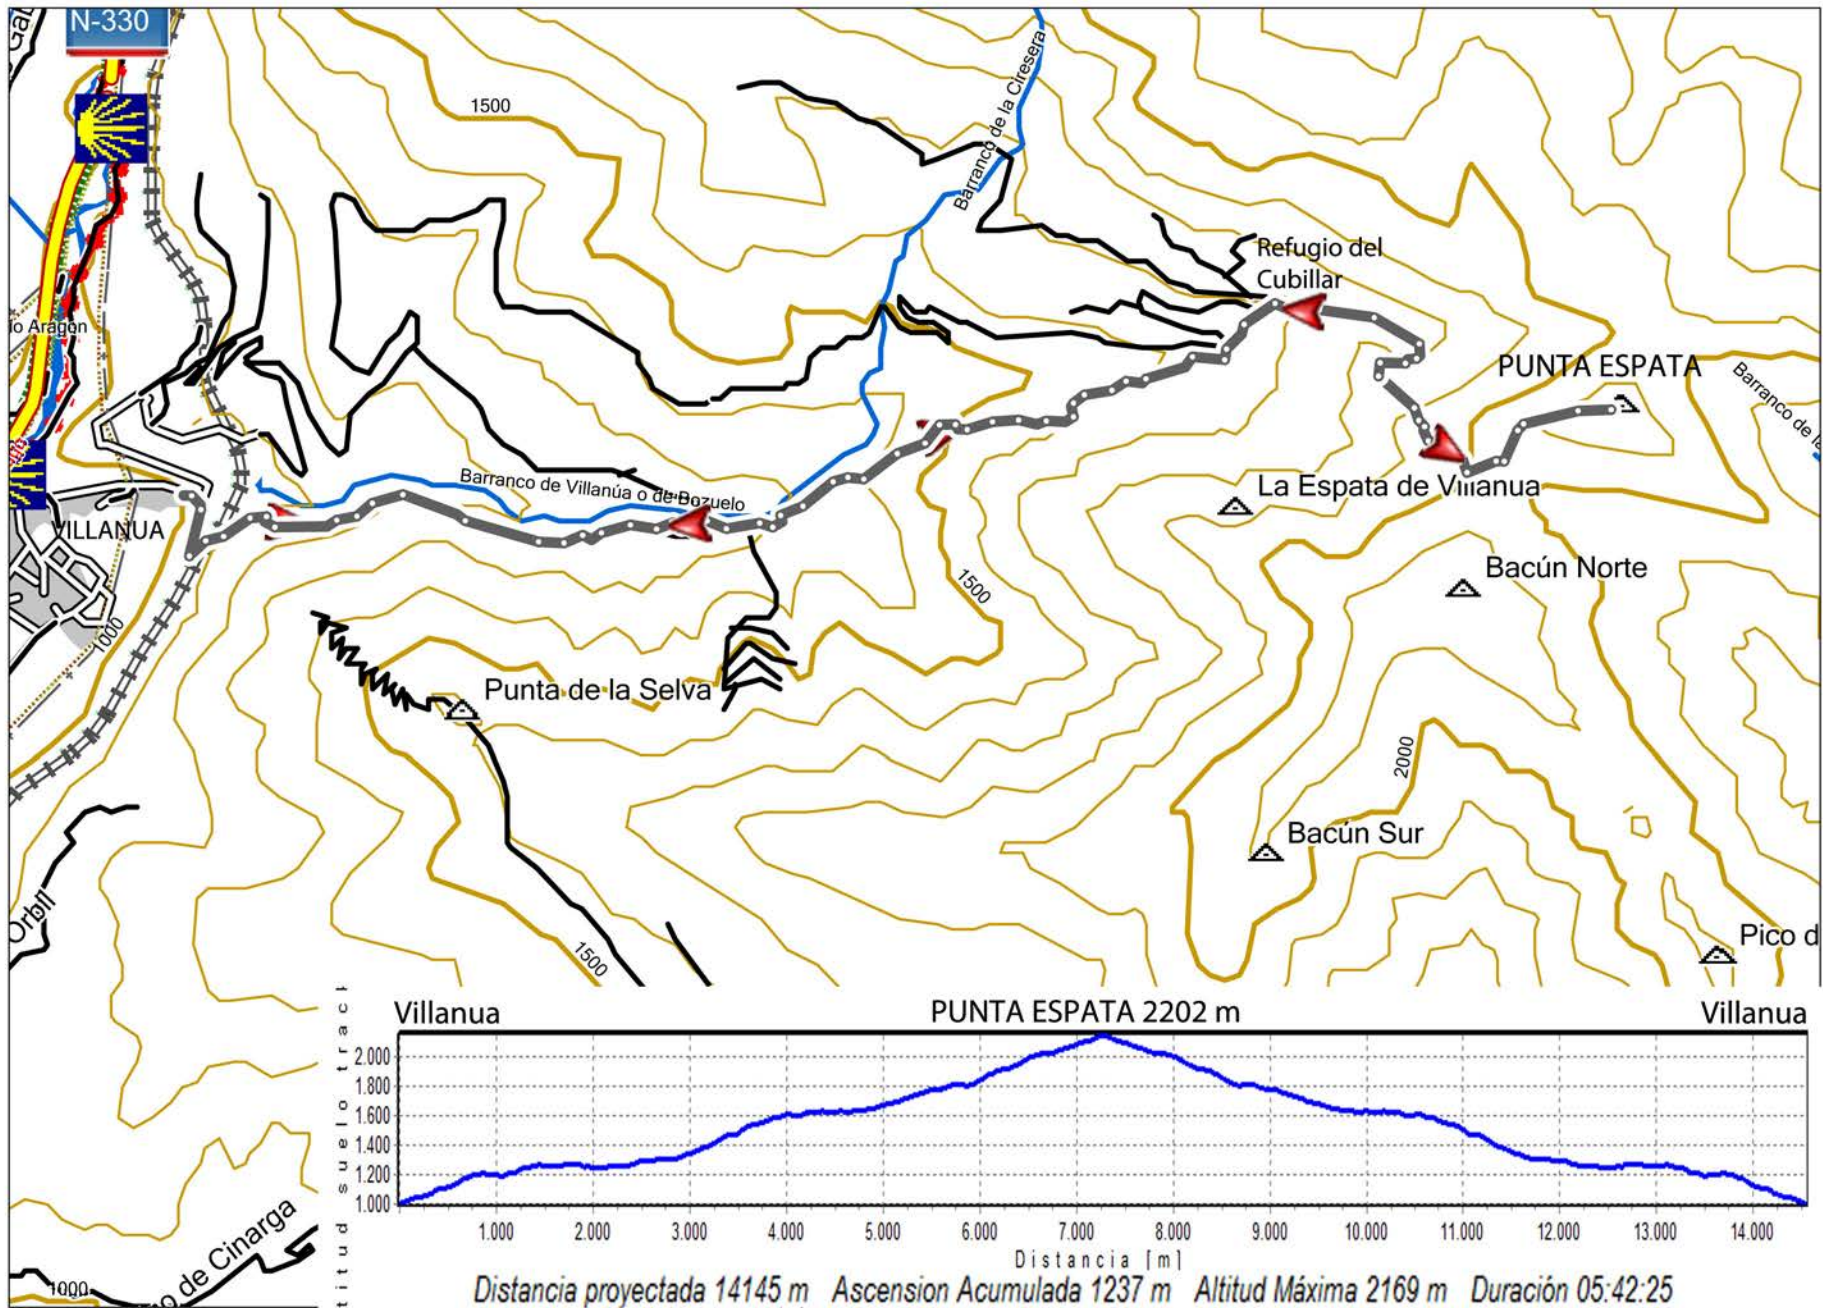 N-330
1500
Barranco de la Ciresera
Refugio del
Cubillar
PUNTA ESPATA
Barranco de la
La Espata de Villanua
Barranco de Villanúa o de Bozuelo
VILLANUA
1500
Bacún Norte
1000
Punta de la Selva
2000
Bacún Sur
Pico d
1500
Orbil
o de Cinarga
1000
Villanua
PUNTA ESPATA 2202 m
Villanua
titud suelo track
2.000
1.800
1.600
1.400
1.200
1.000
1.000 2.000 3.000 4.000 5.000 6.000 7.000 8.000 9.000 10.000 11.000 12.000 13.000 14.000
Distancia [m]
Distancia proyectada 14145 m Ascension Acumulada 1237 m Altitud Máxima 2169 m Duración 05:42:25